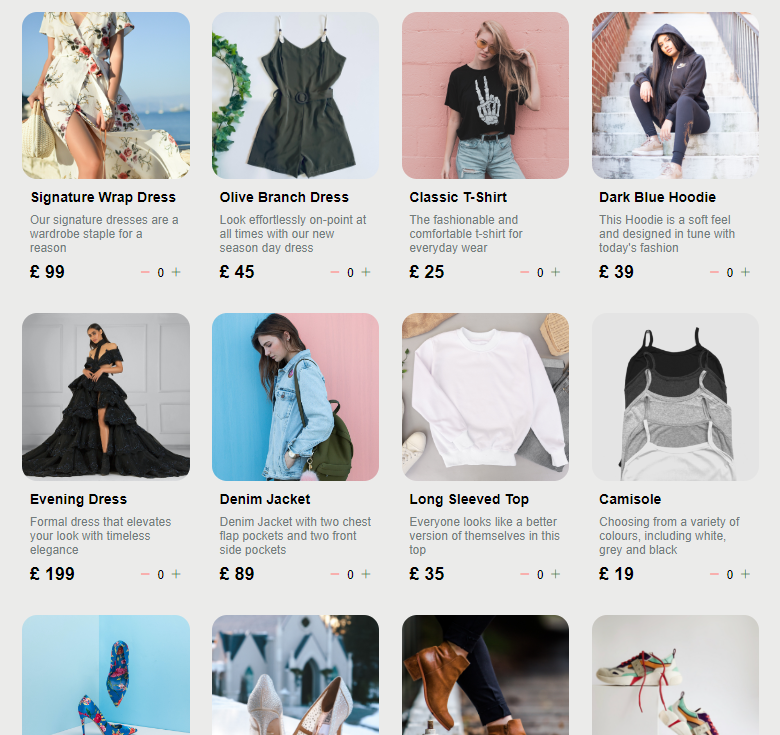 Signature Wrap Dress
Our signature dresses are a
wardrobe staple for a
reason
£ 99
0
Olive Branch Dress
Look effortlessly on-point at
all times with our new
season day dress
£ 45
0
Classic T-Shirt
The fashionable and
comfortable t-shirt for
everyday wear
£ 25
0
Dark Blue Hoodie
This Hoodie is a soft feel
and designed in tune with
today's fashion
£ 39
0
Evening Dress
Formal dress that elevates
your look with timeless
elegance
£ 199
0
Denim Jacket
Denim Jacket with two chest
flap pockets and two front
side pockets
£ 89
0
Long Sleeved Top
Everyone looks like a better
version of themselves in this
top
£ 35
0
Camisole
Choosing from a variety of
colours, including white,
grey and black
£ 19
0